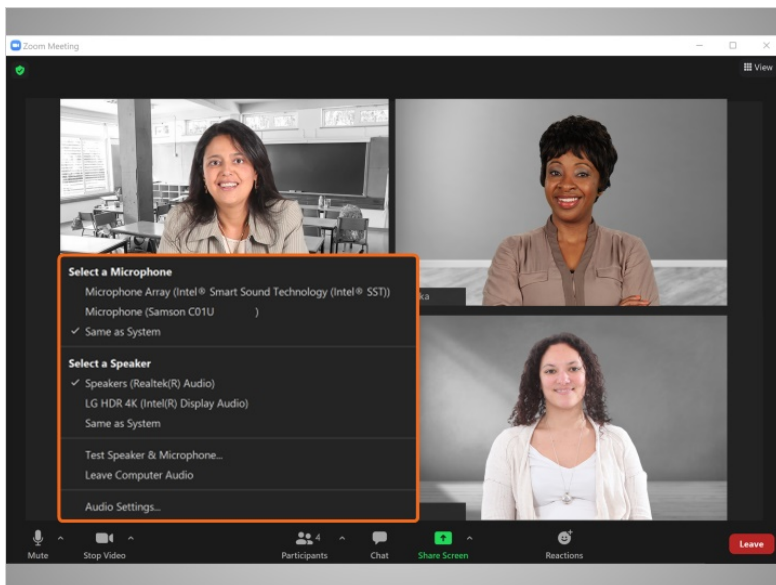 Zoom Meeting
View
Select a Microphone
Microphone Array (Intel® Smart Sound Technology (Intel® SST))
Microphone (Samson C01U )
✓ Same as System
Select a Speaker
✓ Speakers (Realtek(R) Audio)
LG HDR 4K (Intel(R) Display Audio)
Same as System
Test Speaker & Microphone...
Leave Computer Audio
Audio Settings...
ka
4
Mute
Stop Video
Participants
Chat
Share Screen
Reactions
Leave